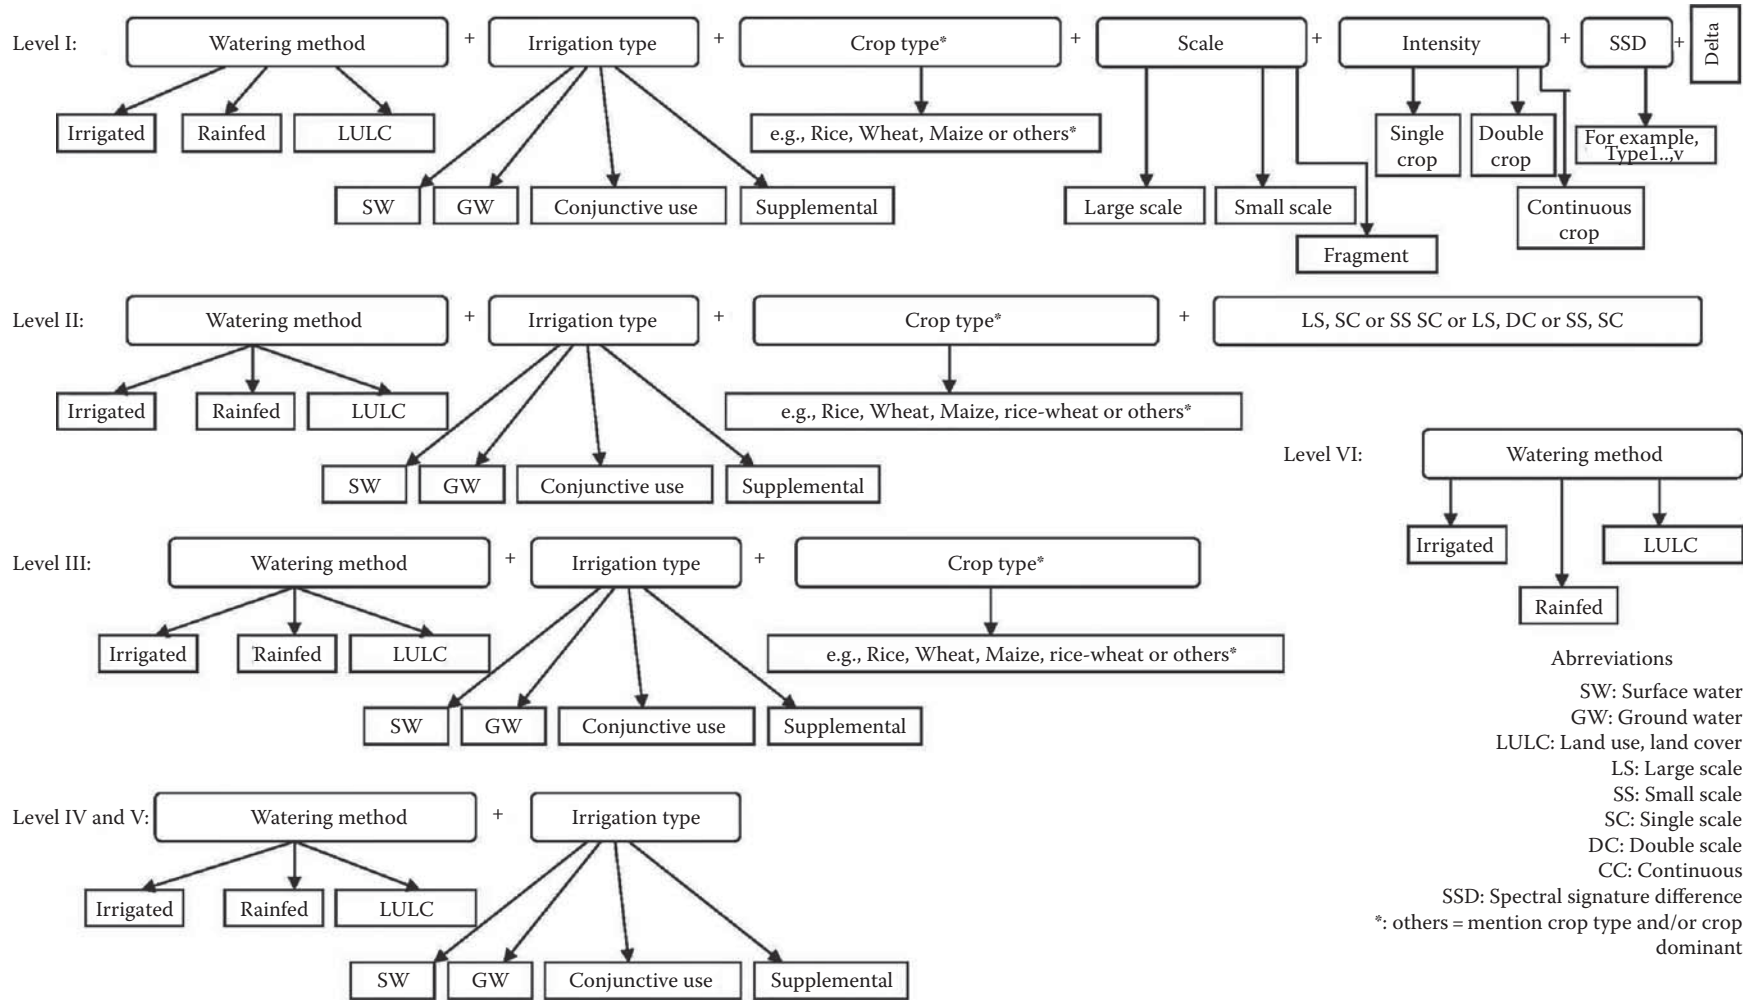 Level I: Watering method + Irrigation type + Crop type* + Scale + Intensity + SSD + Delta
Irrigated Rainfed LULC e.g., Rice, Wheat, Maize or others* Single crop Double crop For example, Type1..,v
SW GW Conjunctive use Supplemental Large scale Small scale Continuous crop
Fragment
Level II: Watering method + Irrigation type + Crop type* + LS, SC or SS SC or LS, DC or SS, SC
Irrigated Rainfed LULC e.g., Rice, Wheat, Maize, rice-wheat or others*
SW GW Conjunctive use Supplemental
Level III: Watering method + Irrigation type + Crop type*
Irrigated Rainfed LULC e.g., Rice, Wheat, Maize, rice-wheat or others*
SW GW Conjunctive use Supplemental
Level IV and V: Watering method + Irrigation type
Irrigated Rainfed LULC
SW GW Conjunctive use Supplemental
Level VI: Watering method
Irrigated LULC
Rainfed
Abrreviations
SW: Surface water
GW: Ground water
LULC: Land use, land cover
LS: Large scale
SS: Small scale
SC: Single scale
DC: Double scale
CC: Continuous
SSD: Spectral signature difference
*: others = mention crop type and/or crop
dominant